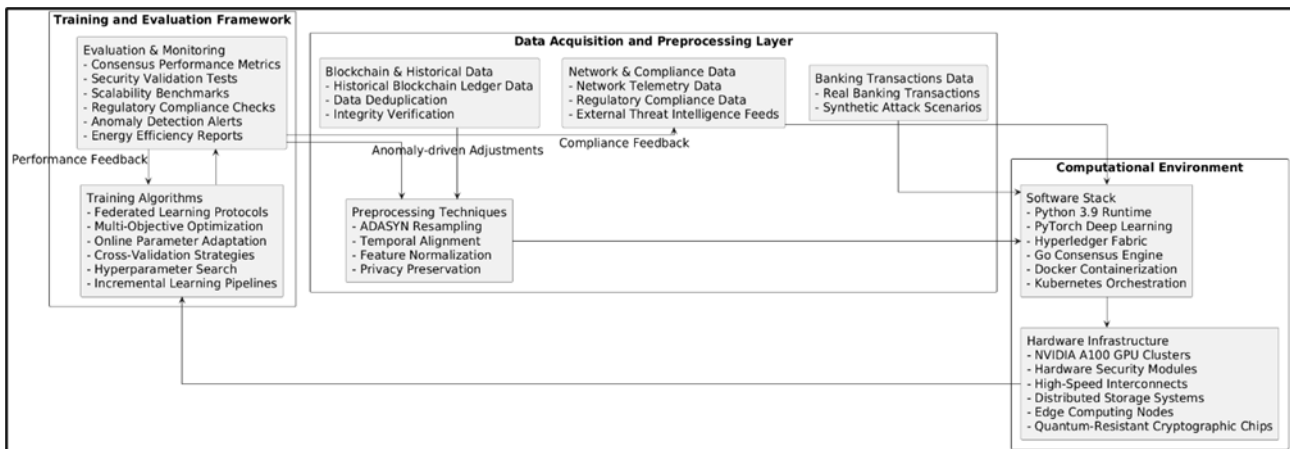 Training and Evaluation Framework
Evaluation & Monitoring
- Consensus Performance Metrics
- Security Validation Tests
- Scalability Benchmarks
- Regulatory Compliance Checks
- Anomaly Detection Alerts
- Energy Efficiency Reports
Performance Feedback
Training Algorithms
- Federated Learning Protocols
- Multi-Objective Optimization
- Online Parameter Adaptation
- Cross-Validation Strategies
- Hyperparameter Search
- Incremental Learning Pipelines
Data Acquisition and Preprocessing Layer
Blockchain & Historical Data
- Historical Blockchain Ledger Data
- Data Deduplication
- Integrity Verification
Network & Compliance Data
- Network Telemetry Data
- Regulatory Compliance Data
- External Threat Intelligence Feeds
Banking Transactions Data
- Real Banking Transactions
- Synthetic Attack Scenarios
Anomaly-driven Adjustments
Compliance Feedback
Preprocessing Techniques
- ADASYN Resampling
- Temporal Alignment
- Feature Normalization
- Privacy Preservation
Computational Environment
Software Stack
- Python 3.9 Runtime
- PyTorch Deep Learning
- Hyperledger Fabric
- Go Consensus Engine
- Docker Containerization
- Kubernetes Orchestration
Hardware Infrastructure
- NVIDIA A100 GPU Clusters
- Hardware Security Modules
- High-Speed Interconnects
- Distributed Storage Systems
- Edge Computing Nodes
- Quantum-Resistant Cryptographic Chips